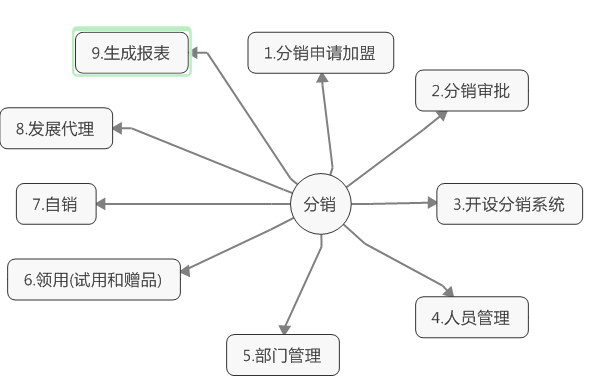 9.生成报表
1.分销申请加盟
2.分销审批
8.发展代理
7.自销
分销
3.开设分销系统
6.领用(试用和赠品)
4.人员管理
5.部门管理